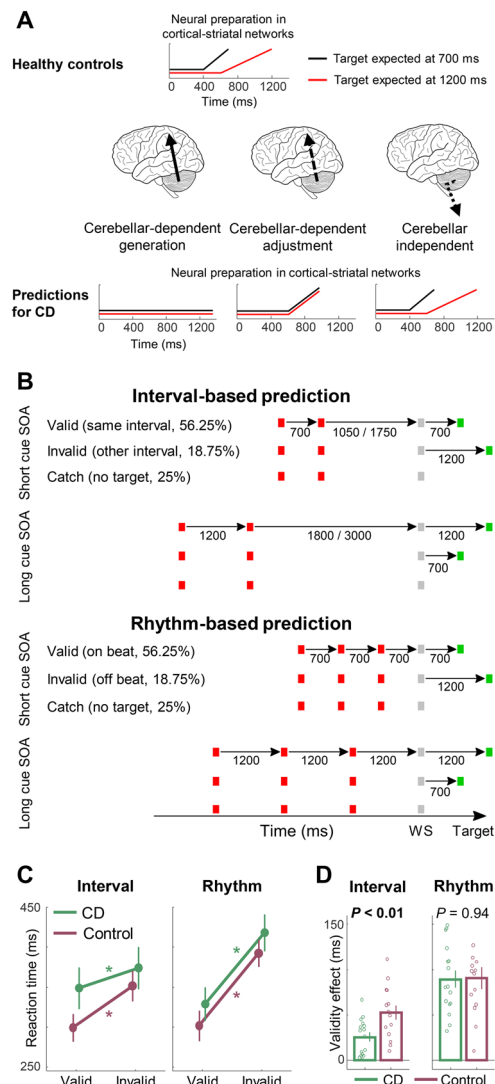 A
Neural preparation in
cortical-striatal networks
Healthy controls
Target expected at 700 ms
Target expected at 1200 ms
0 400 800 1200
Time (ms)
Cerebellar-dependent
generation
Cerebellar-dependent
adjustment
Cerebellar
independent
Neural preparation in cortical-striatal networks
Predictions
for CD
0 400 800 1200
Time (ms)
0 400 800 1200
Time (ms)
0 400 800 1200
Time (ms)
B
Interval-based prediction
Short cue SOA
Valid (same interval, 56.25%)
700 1050 / 1750 700
Invalid (other interval, 18.75%)
1200
Catch (no target, 25%)
Long cue SOA
1200 1800 / 3000 1200
700
Rhythm-based prediction
Short cue SOA
Valid (on beat, 56.25%)
700 700 700 700
Invalid (off beat, 18.75%)
1200
Catch (no target, 25%)
Long cue SOA
1200 1200 1200 1200
700
Time (ms) WS Target
C
Interval Rhythm
Reaction time (ms)
450
250
CD
Control
* *
* *
Valid Invalid Valid Invalid
D
Interval Rhythm
P < 0.01 P = 0.94
Validity effect (ms)
150
0
CD Control